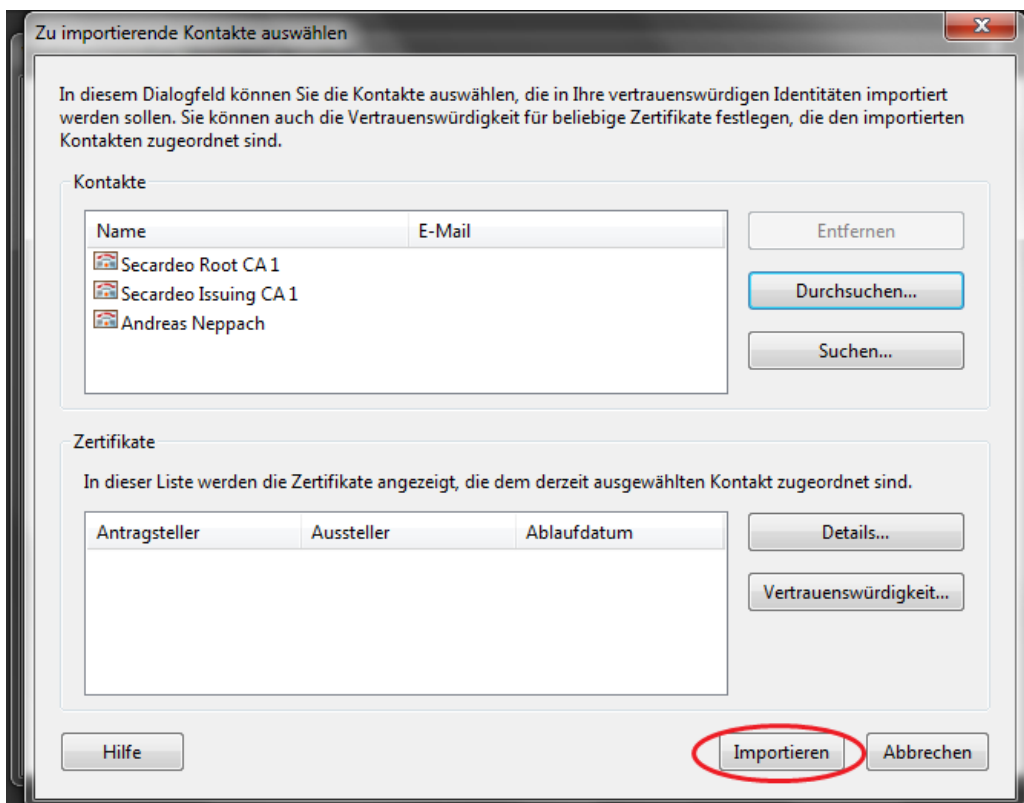 Zu importierende Kontakte auswählen
In diesem Dialogfeld können Sie die Kontakte auswählen, die in Ihre vertrauenswürdigen Identitäten importiert
werden sollen. Sie können auch die Vertrauenswürdigkeit für beliebige Zertifikate festlegen, die den importierten
Kontakten zugeordnet sind.
Kontakte
Name E-Mail
Secardeo Root CA 1
Secardeo Issuing CA 1
Andreas Neppach
Entfernen
Durchsuchen...
Suchen...
Zertifikate
In dieser Liste werden die Zertifikate angezeigt, die dem derzeit ausgewählten Kontakt zugeordnet sind.
Antragsteller Aussteller Ablaufdatum
Details...
Vertrauenswürdigkeit...
Hilfe Importieren Abbrechen